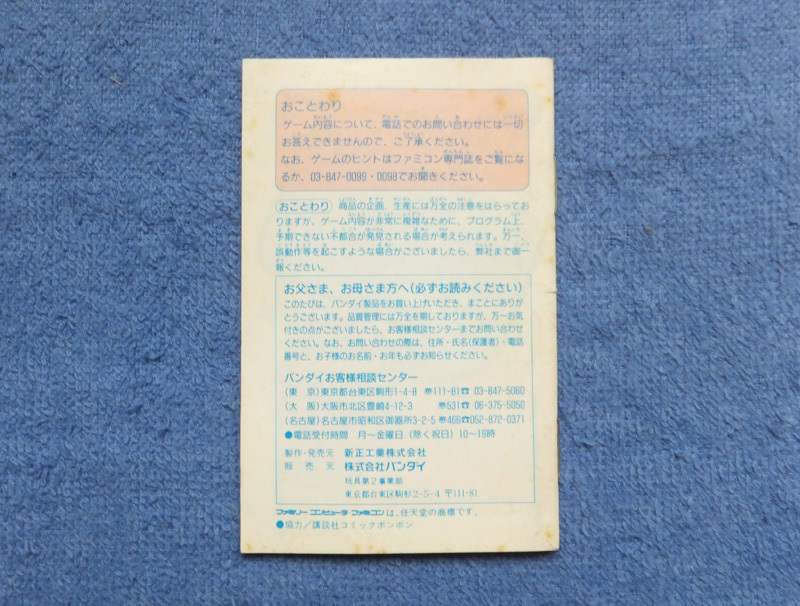 おことわり
ゲーム内容について、電話でのお問い合わせには一切
お答えできませんので、ご了承ください。
なお、ゲームのヒントはファミコン専門誌をご覧にな
るか、03-847-0099・0098でお聞きください。
おことわり 商品の企画、生産には万全の注意をはらってお
りますが、ゲーム内容が非常に複雑なために、プログラム上、
予期できない不都合が発見される場合が考えられます。万一、
誤動作等を起こすような場合がございましたら、弊社まで御一
報ください。
お父さま、お母さま方へ(必ずお読みください)
このたびは、バンダイ製品をお買い上げいただき、まことにありが
とうございます。品質管理には万全を期しておりますが、万一お気
付きの点がございましたら、お客様相談センターまでお問い合わせ
ください。なお、お問い合わせの際は、住所・氏名(保護者)・電話
番号と、お子様のお名前・お年も必ずお知らせください。
バンダイお客様相談センター
(東 京)東京都台東区駒形1-4-8 〒111-81☎ 03-847-5060
(大 阪)大阪市北区豊崎4-12-3 〒531☎ 06-375-5050
(名古屋)名古屋市昭和区御器所3-2-5 〒466☎052-872-0371
●電話受付時間 月〜金曜日(除く祝日)10〜16時
製作・発売元 新正工業株式会社
販売元 株式会社バンダイ
玩具第2事業部
東京都台東区駒形2-5-4 〒111-81
ファミリーコンピュータ ファミコンは、任天堂の商標です。
●協力/講談社コミックボンボン